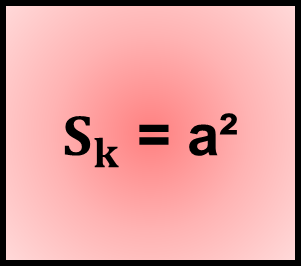 Sₖ = a²